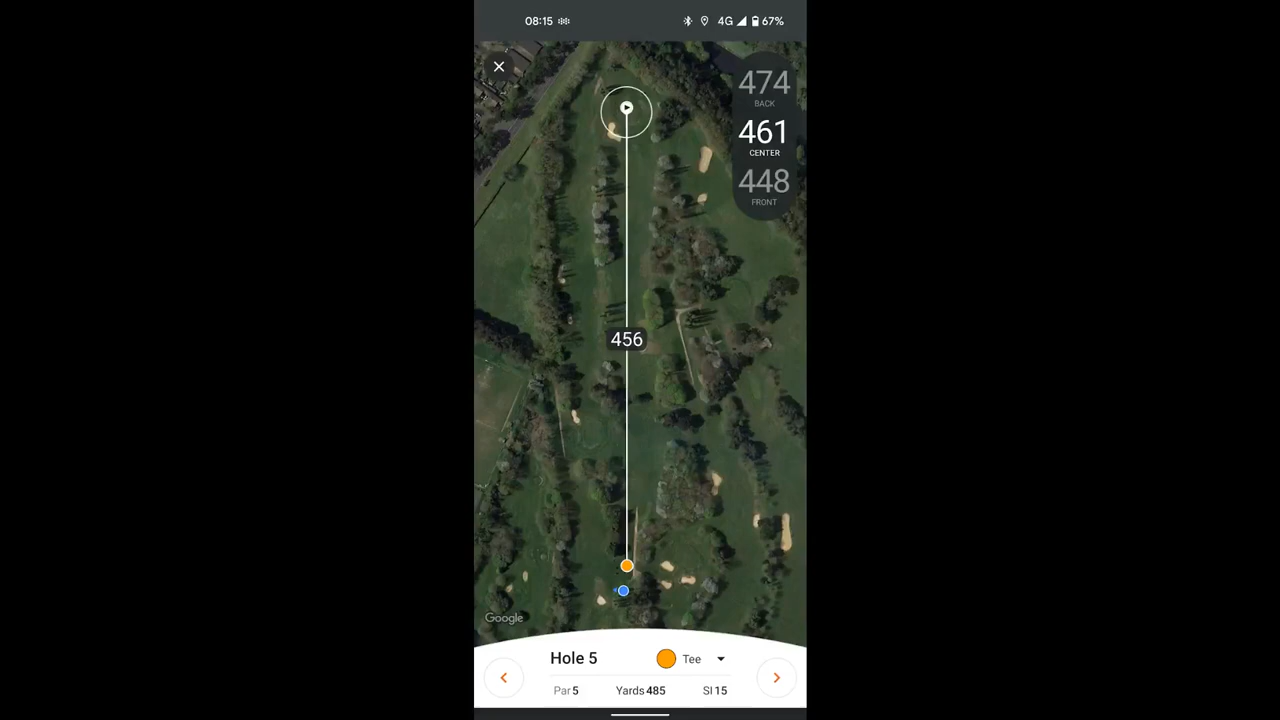 08:15
4G 67%
474
BACK
461
CENTER
448
FRONT
456
Google
Hole 5
Tee
Par 5
Yards 485
SI 15